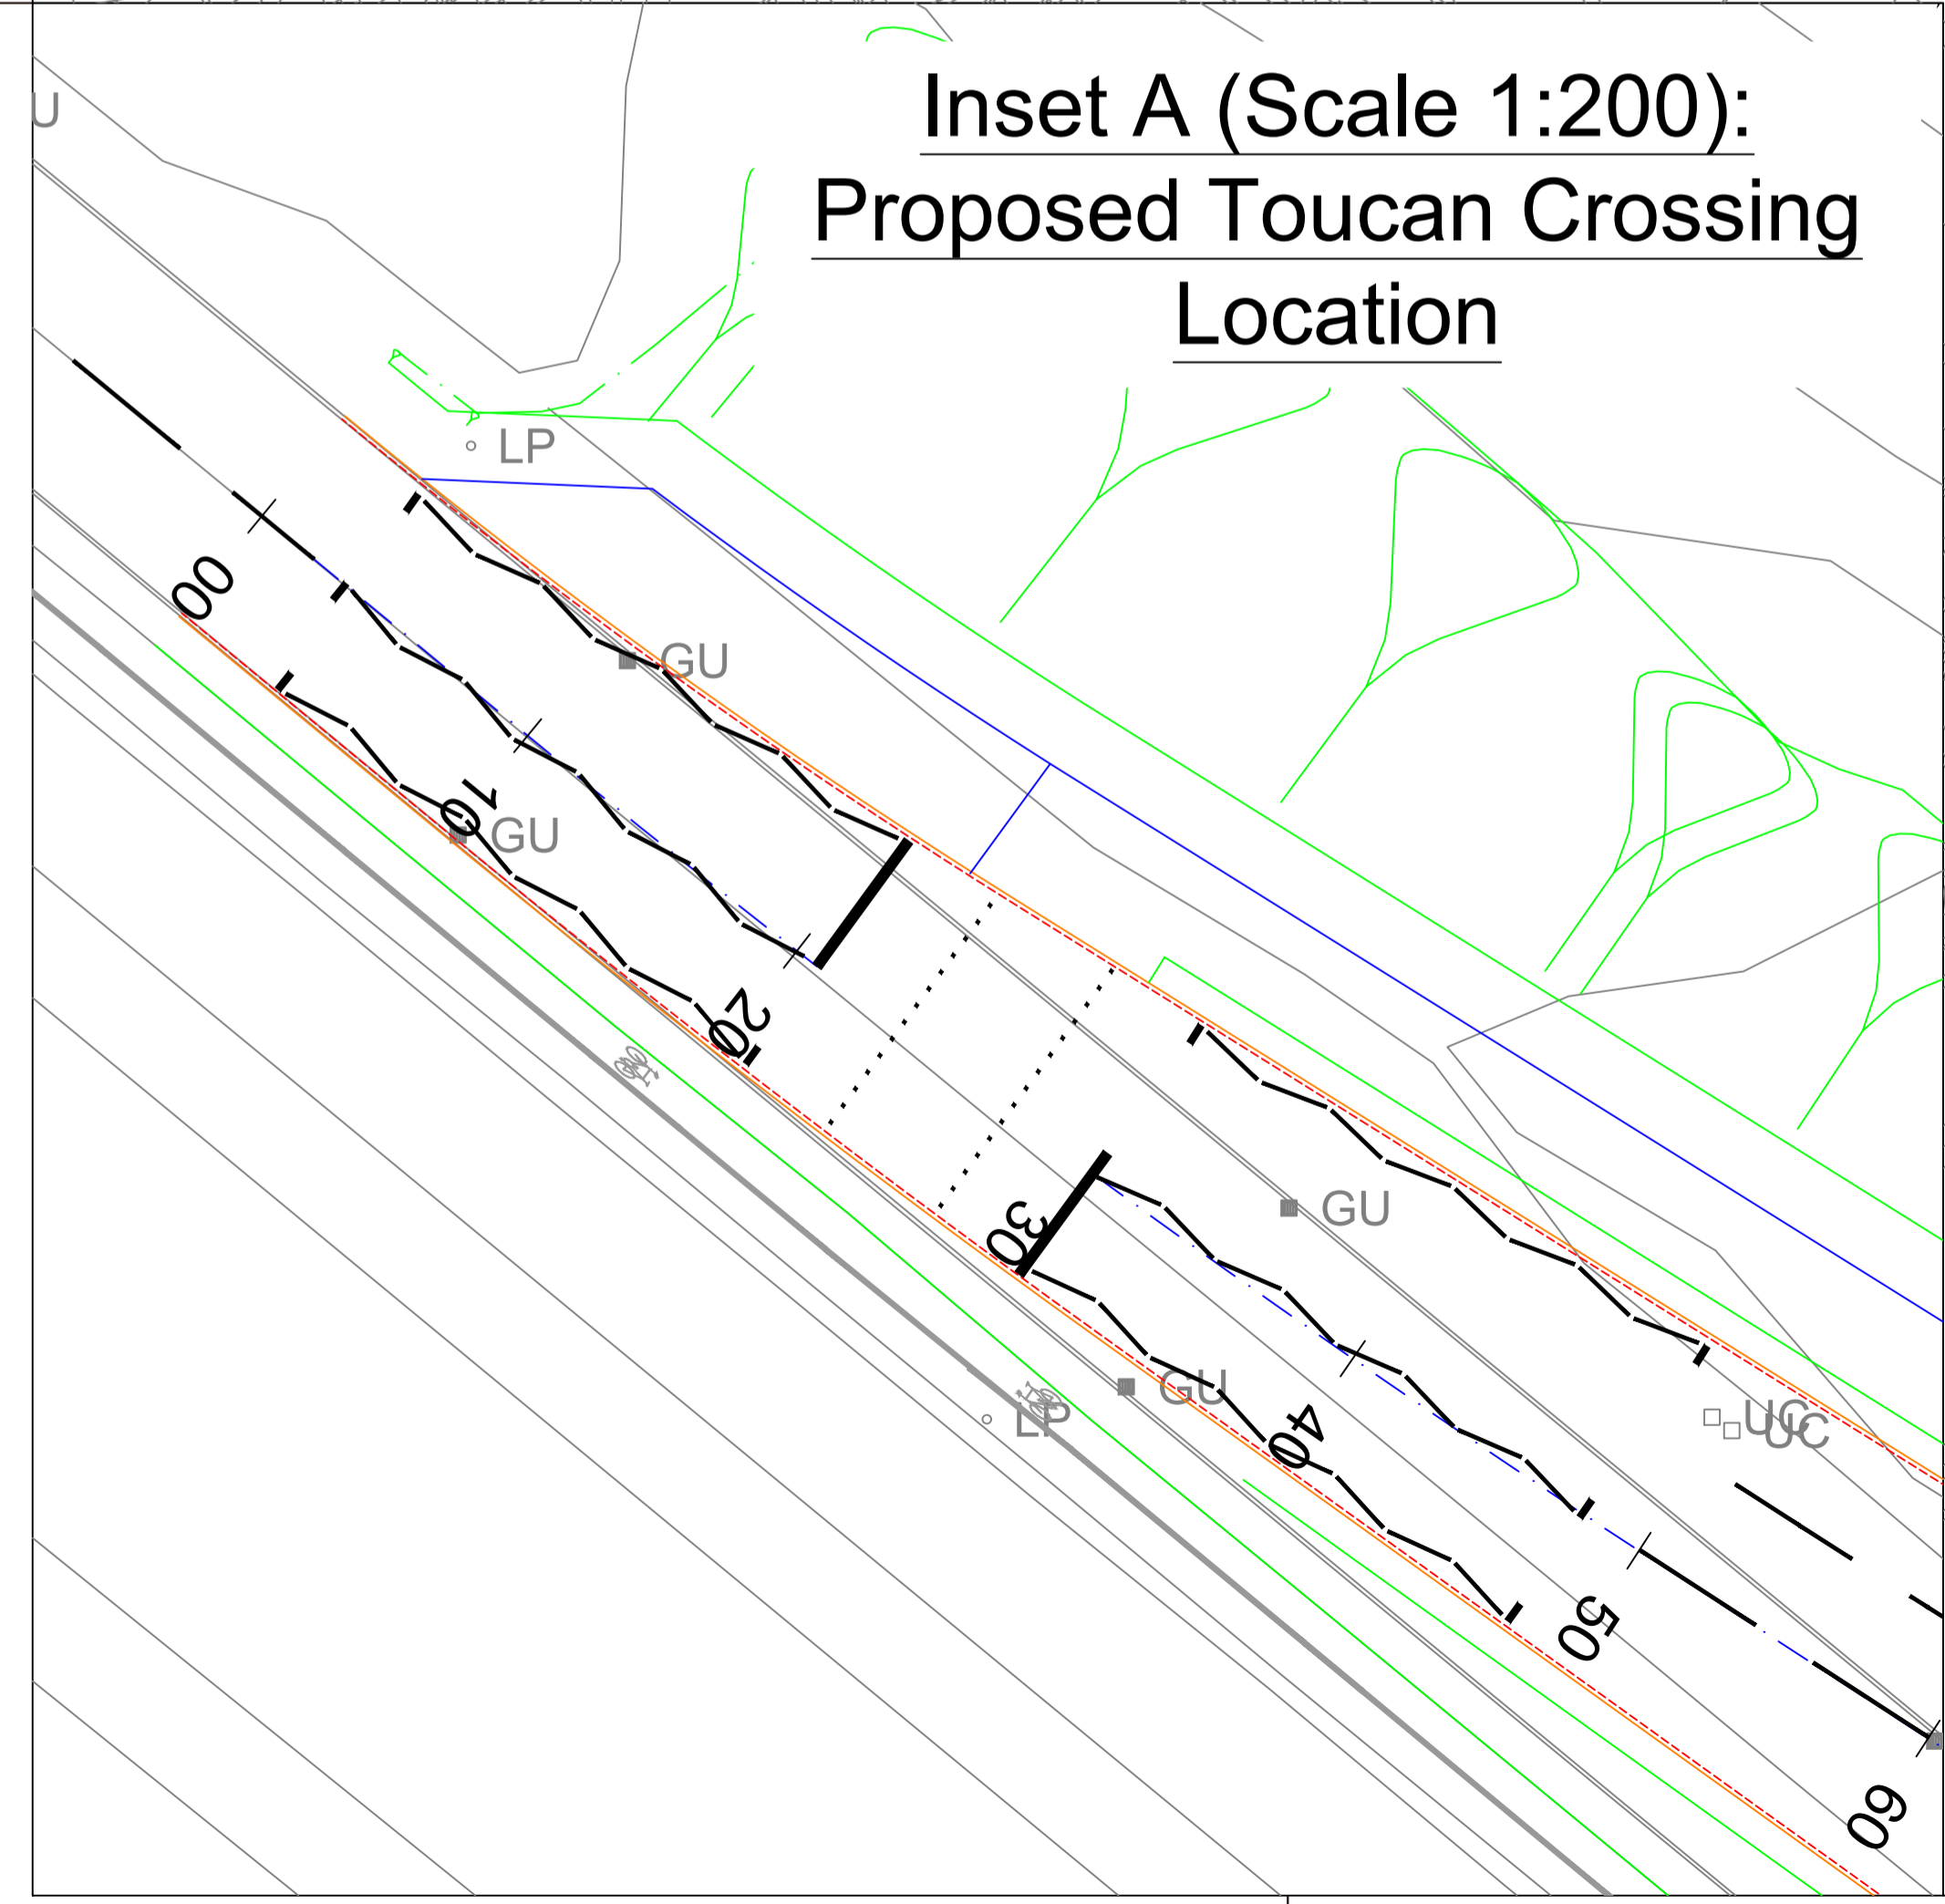 Inset A (Scale 1:200):
Proposed Toucan Crossing
Location
U
LP
00
GU
10
GU
20
30
GU
GU
LP
40
UC
UC
50
60